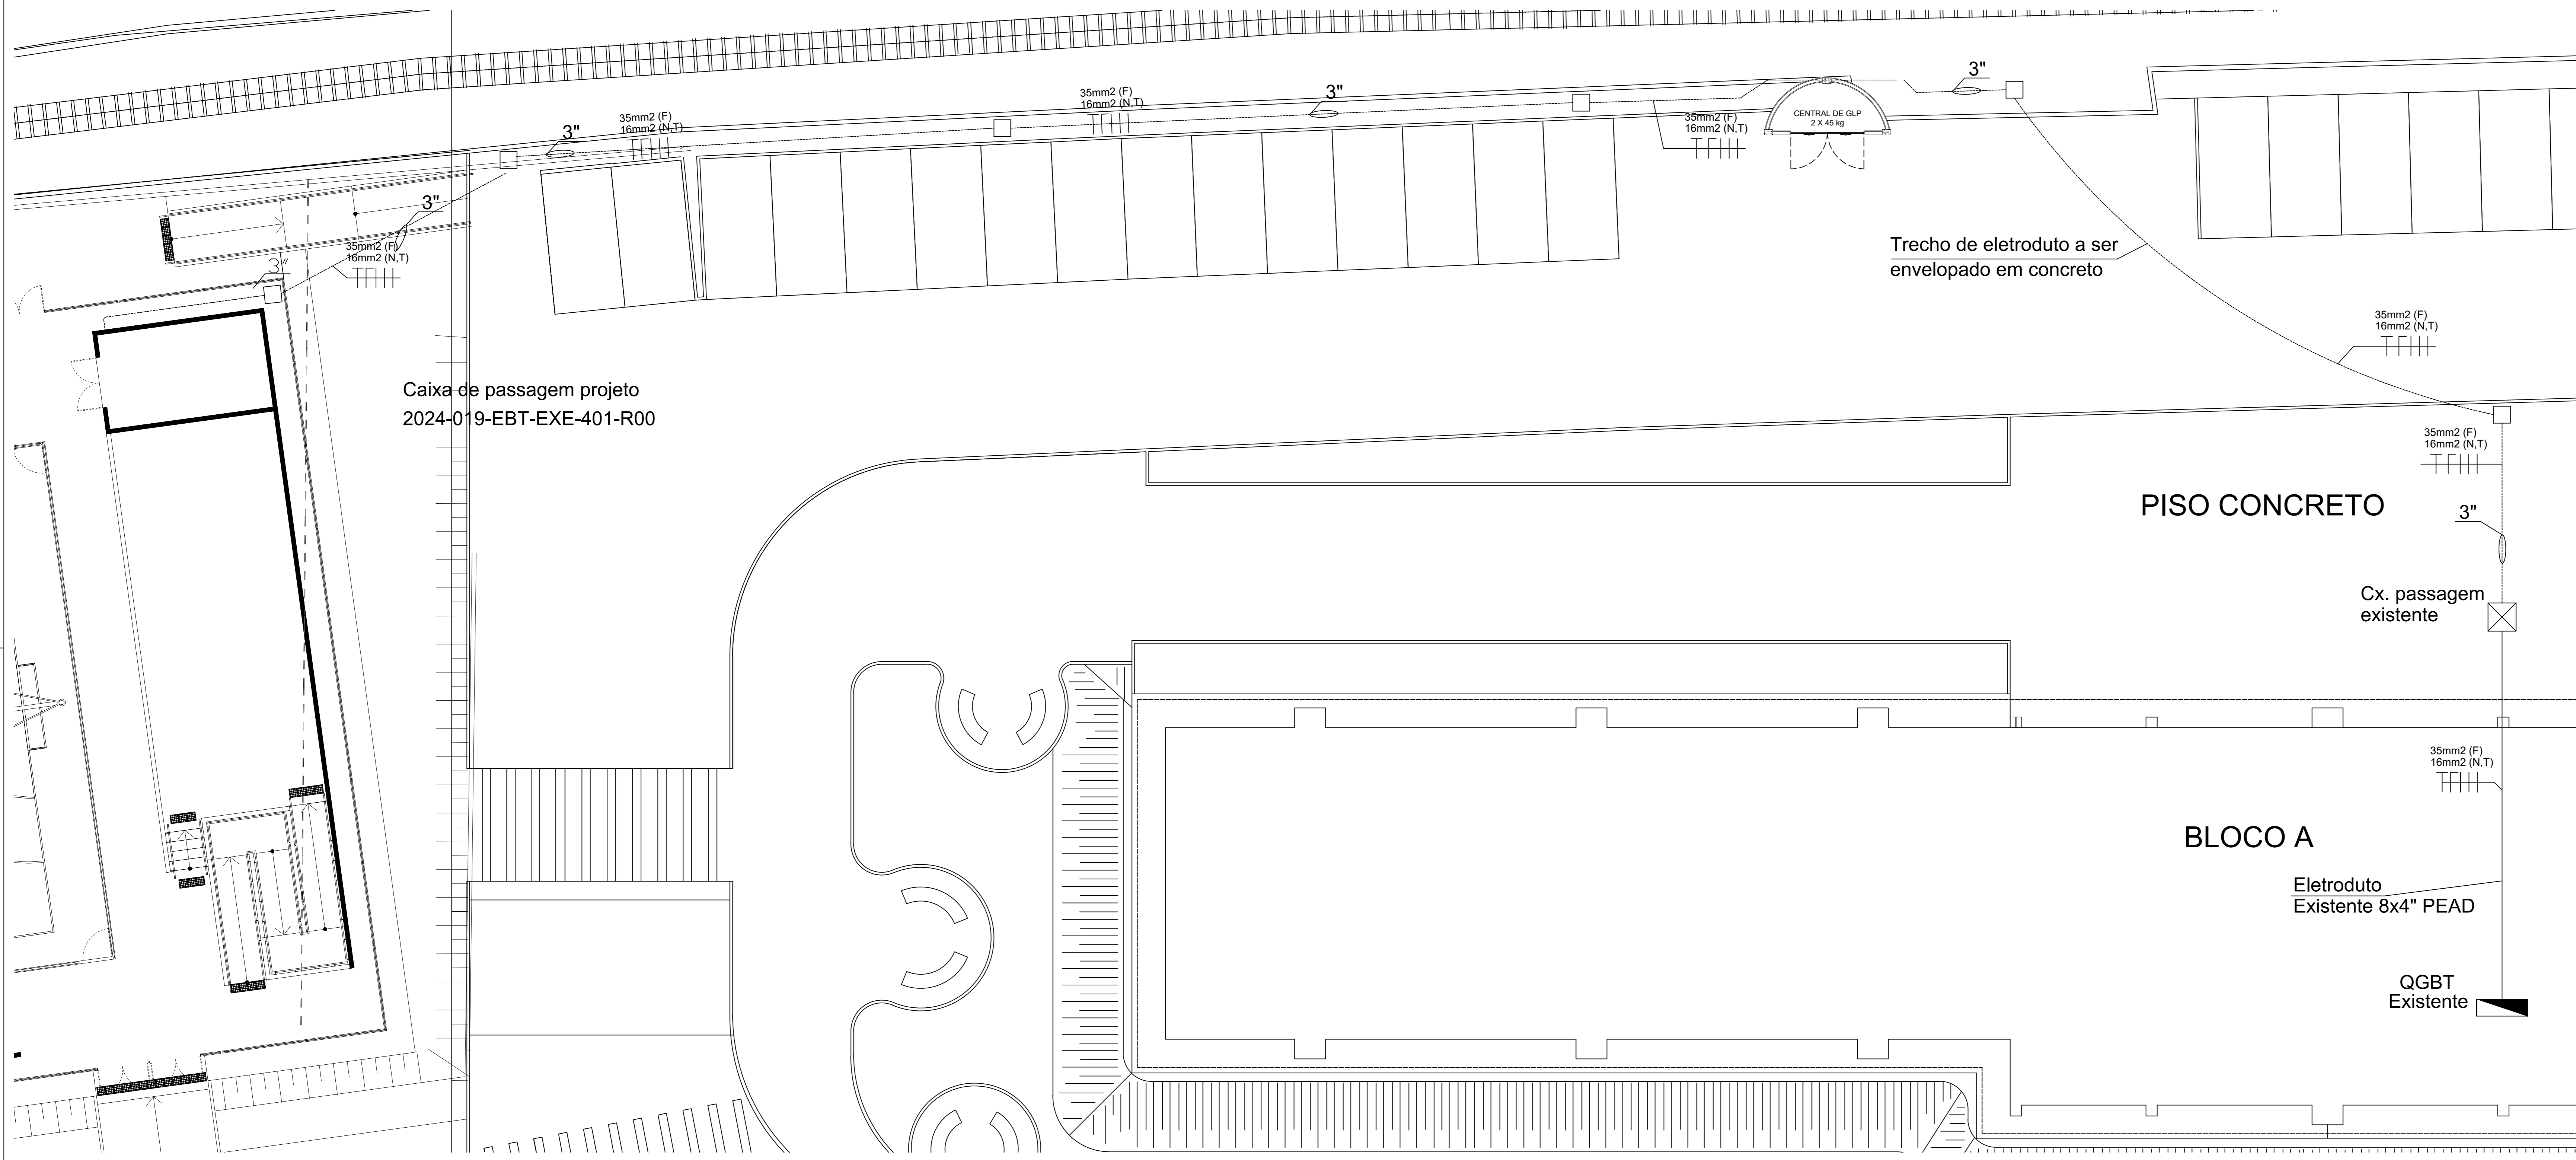 3"
35mm2 (F)
16mm2 (N,T)
3"
35mm2 (F)
16mm2 (N,T)
3"
35mm2 (F)
16mm2 (N,T)
CENTRAL DE GLP
2 X 45 kg
3"
3"
35mm2 (F)
16mm2 (N,T)
3"
Trecho de eletroduto a ser
envelopado em concreto
35mm2 (F)
16mm2 (N,T)
Caixa de passagem projeto
2024-019-EBT-EXE-401-R00
35mm2 (F)
16mm2 (N,T)
PISO CONCRETO
3"
Cx. passagem
existente
35mm2 (F)
16mm2 (N,T)
BLOCO A
Eletroduto
Existente 8x4" PEAD
QGBT
Existente